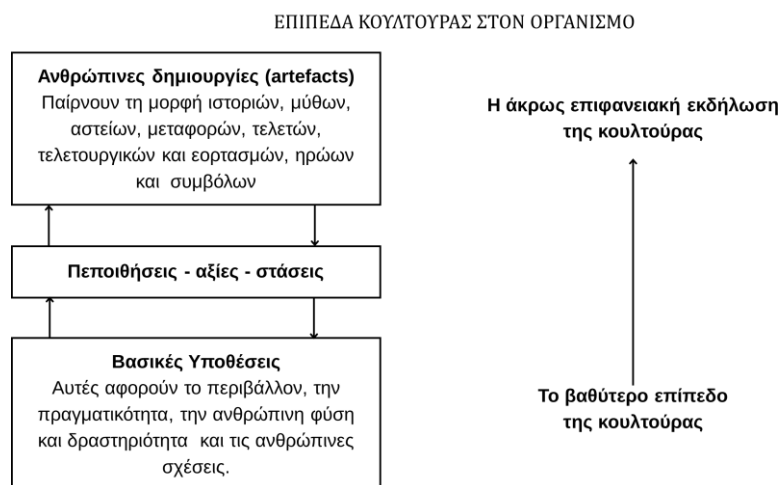 ΕΠΙΠΕΔΑ ΚΟΥΛΤΟΥΡΑΣ ΣΤΟΝ ΟΡΓΑΝΙΣΜΟ
Ανθρώπινες δημιουργίες (artefacts)
Παίρνουν τη μορφή ιστοριών, μύθων,
αστείων, μεταφορών, τελετών,
τελετουργικών και εορτασμών, ηρώων
και συμβόλων
Η άκρως επιφανειακή εκδήλωση
της κουλτούρας
Πεποιθήσεις - αξίες - στάσεις
Βασικές Υποθέσεις
Αυτές αφορούν το περιβάλλον, την
πραγματικότητα, την ανθρώπινη φύση
και δραστηριότητα και τις ανθρώπινες
σχέσεις.
Το βαθύτερο επίπεδο
της κουλτούρας